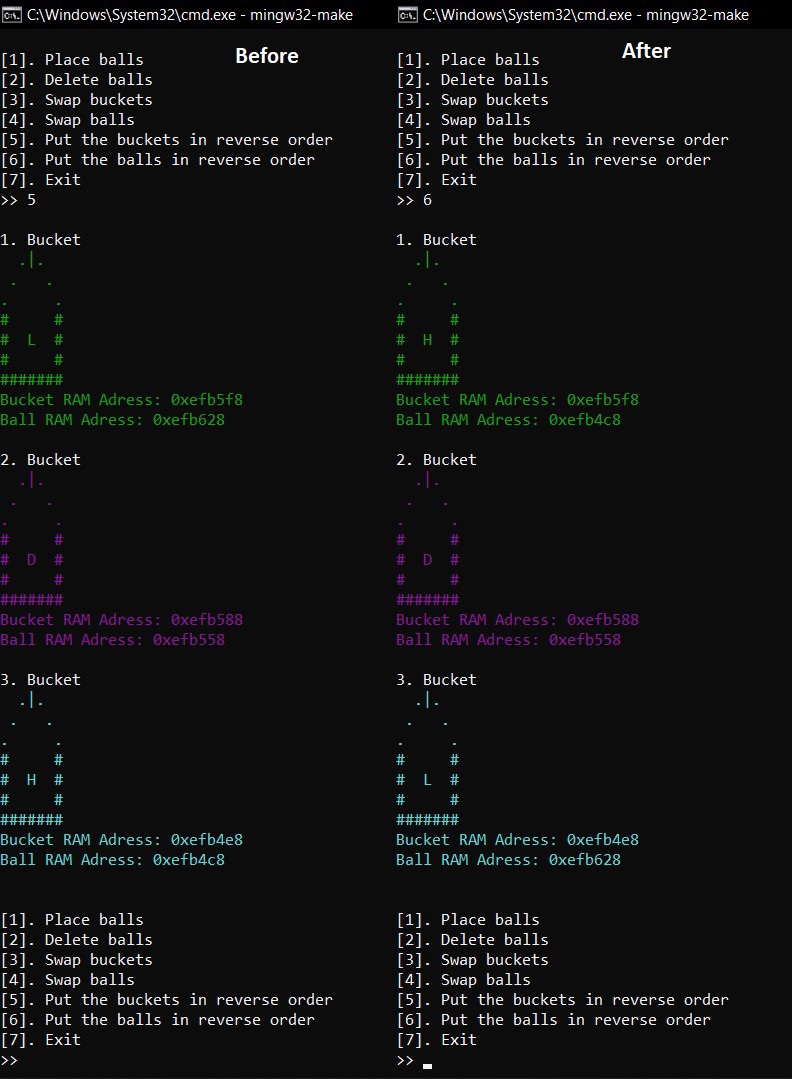 C:\Windows\System32\cmd.exe - mingw32-make
Before
[1]. Place balls
[2]. Delete balls
[3]. Swap buckets
[4]. Swap balls
[5]. Put the buckets in reverse order
[6]. Put the balls in reverse order
[7]. Exit
>> 5
1. Bucket
.|.
. .
. .
# #
# L #
# #
#######
Bucket RAM Adress: 0xefb5f8
Ball RAM Adress: 0xefb628
2. Bucket
.|.
. .
. .
# #
# D #
# #
#######
Bucket RAM Adress: 0xefb588
Ball RAM Adress: 0xefb558
3. Bucket
.|.
. .
. .
# #
# H #
# #
#######
Bucket RAM Adress: 0xefb4e8
Ball RAM Adress: 0xefb4c8
[1]. Place balls
[2]. Delete balls
[3]. Swap buckets
[4]. Swap balls
[5]. Put the buckets in reverse order
[6]. Put the balls in reverse order
[7]. Exit
>>
C:\Windows\System32\cmd.exe - mingw32-make
After
[1]. Place balls
[2]. Delete balls
[3]. Swap buckets
[4]. Swap balls
[5]. Put the buckets in reverse order
[6]. Put the balls in reverse order
[7]. Exit
>> 6
1. Bucket
.|.
. .
. .
# #
# H #
# #
#######
Bucket RAM Adress: 0xefb5f8
Ball RAM Adress: 0xefb4c8
2. Bucket
.|.
. .
. .
# #
# D #
# #
#######
Bucket RAM Adress: 0xefb588
Ball RAM Adress: 0xefb558
3. Bucket
.|.
. .
. .
# #
# L #
# #
#######
Bucket RAM Adress: 0xefb4e8
Ball RAM Adress: 0xefb628
[1]. Place balls
[2]. Delete balls
[3]. Swap buckets
[4]. Swap balls
[5]. Put the buckets in reverse order
[6]. Put the balls in reverse order
[7]. Exit
>>